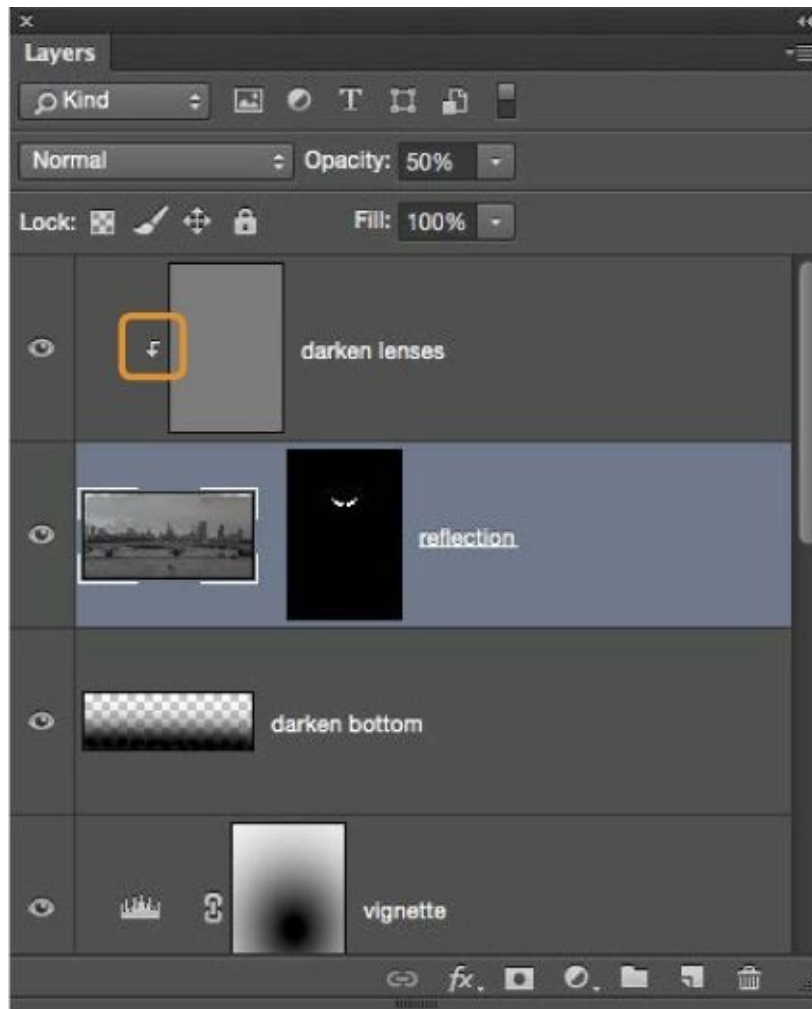 Layers
Kind
Normal Opacity: 50%
Lock: Fill: 100%
darken lenses
reflection
darken bottom
vignette
fx